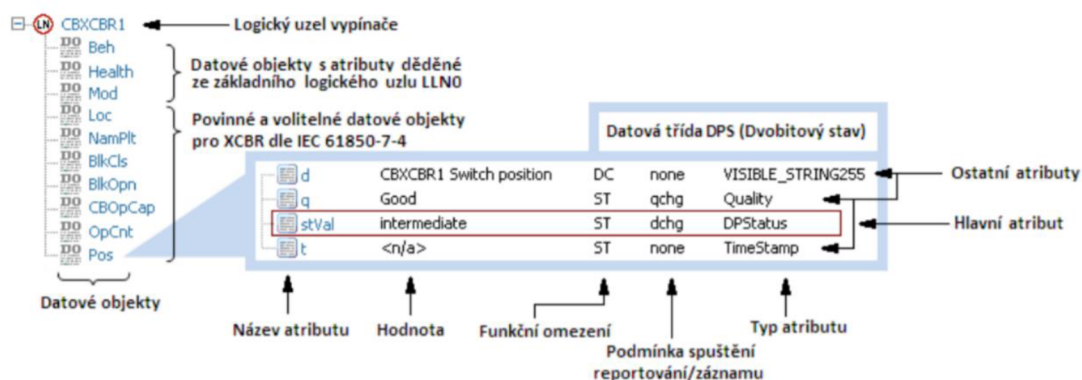 LN CBXCBR1
Logický uzel vypínače
DO Beh
DO Health
DO Mod
Datové objekty s atributy děděné
ze základního logického uzlu LLN0
DO Loc
DO NamPlt
DO BlkCls
DO BlkOpn
DO CBOpCap
DO OpCnt
DO Pos
Povinné a volitelné datové objekty
pro XCBR dle IEC 61850-7-4
Datové objekty
Datová třída DPS (Dvobitový stav)
d CBXCBR1 Switch position DC none VISIBLE_STRING255
q Good ST qchg Quality
stVal intermediate ST dchg DPStatus
t <n/a> ST none TimeStamp
Ostatní atributy
Hlavní atribut
Název atributu
Hodnota
Funkční omezení
Podmínka spuštění
reportování/záznamu
Typ atributu